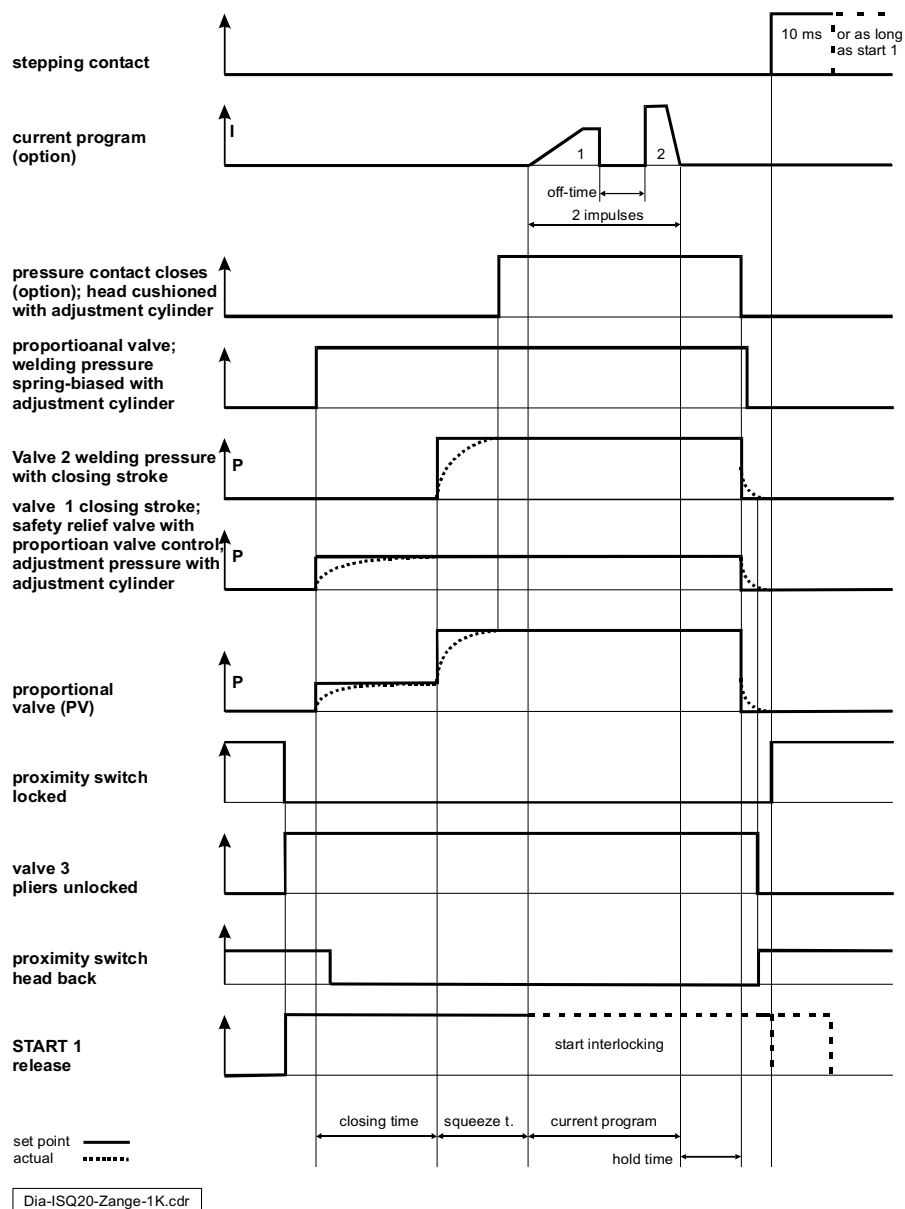 stepping contact
10 ms
or as long
as start 1
current program
(option)
I
1
2
off-time
2 impulses
pressure contact closes
(option); head cushioned
with adjustment cylinder
proportioanal valve;
welding pressure
spring-biased with
adjustment cylinder
Valve 2 welding pressure
with closing stroke
P
valve 1 closing stroke;
safety relief valve with
proportioan valve control,
adjustment pressure with
adjustment cylinder
P
proportional
valve (PV)
P
proximity switch
locked
valve 3
pliers unlocked
proximity switch
head back
START 1
release
start interlocking
closing time
squeeze t.
current program
hold time
set point
actual
Dia-ISQ20-Zange-1K.cdr